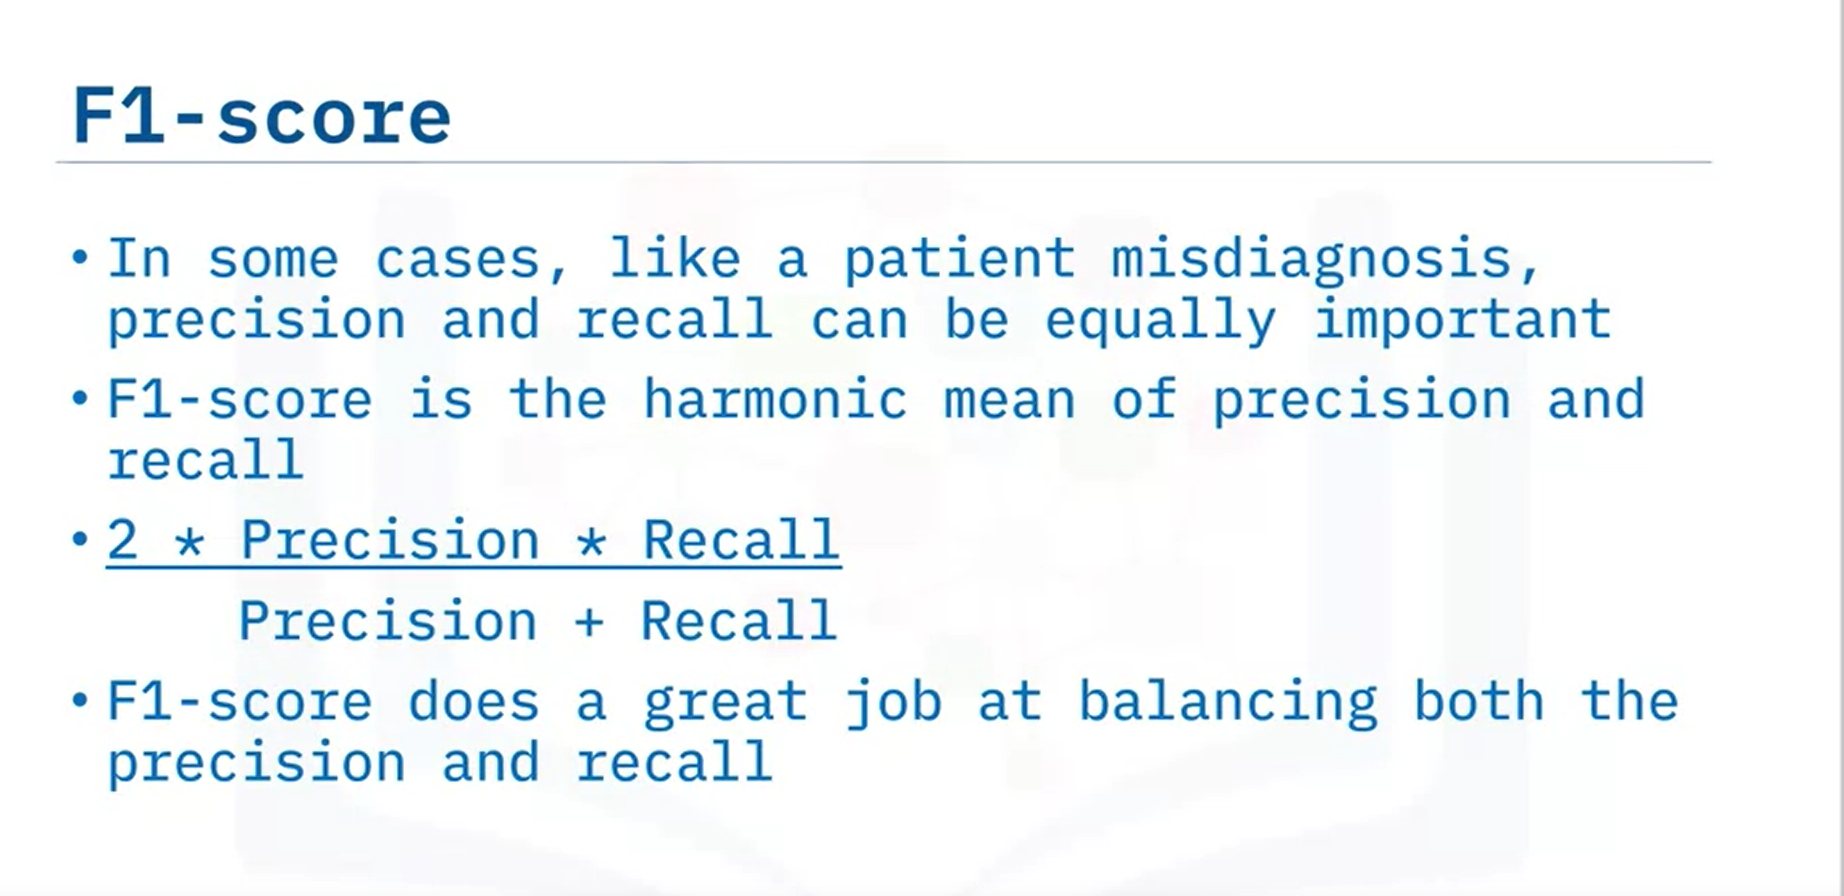 F1-score
• In some cases, like a patient misdiagnosis,
precision and recall can be equally important
• F1-score is the harmonic mean of precision and
recall
• 2 * Precision * Recall
Precision + Recall
• F1-score does a great job at balancing both the
precision and recall